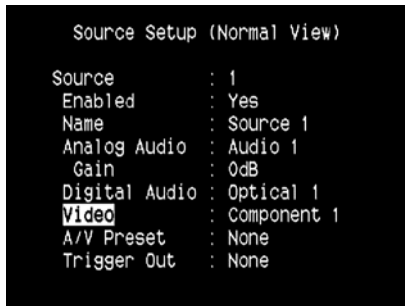 Source Setup (Normal View)
Source : 1
Enabled : Yes
Name : Source 1
Analog Audio : Audio 1
Gain : 0dB
Digital Audio : Optical 1
Video : Component 1
A/V Preset : None
Trigger Out : None